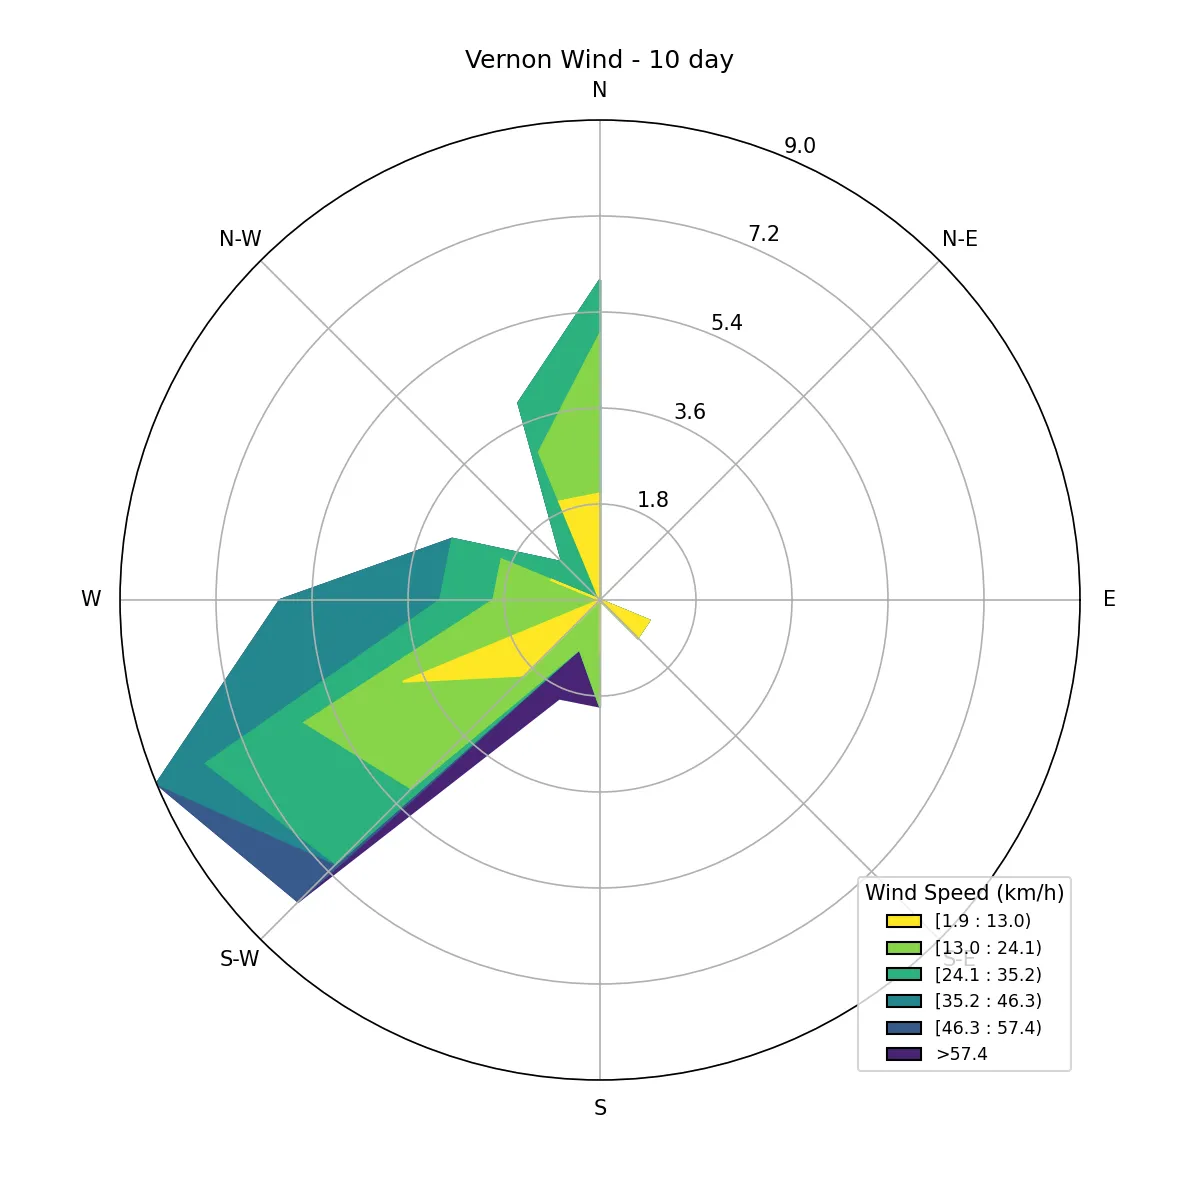 Vernon Wind - 10 day
N
9.0
7.2
N-W
N-E
5.4
3.6
1.8
W
E
S-W
S-E
S
Wind Speed (km/h)
[1.9 : 13.0)
[13.0 : 24.1)
[24.1 : 35.2)
[35.2 : 46.3)
[46.3 : 57.4)
>57.4